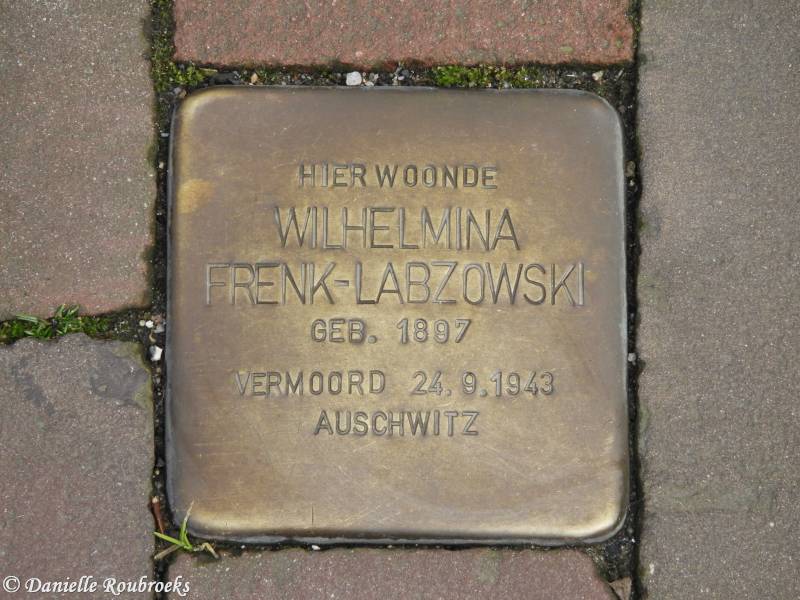 HIER WOONDE
WILHELMINA
FRENK-LABZOWSKI
GEB. 1897
VERMOORD 24.9.1943
AUSCHWITZ
© Danielle Roubroeks